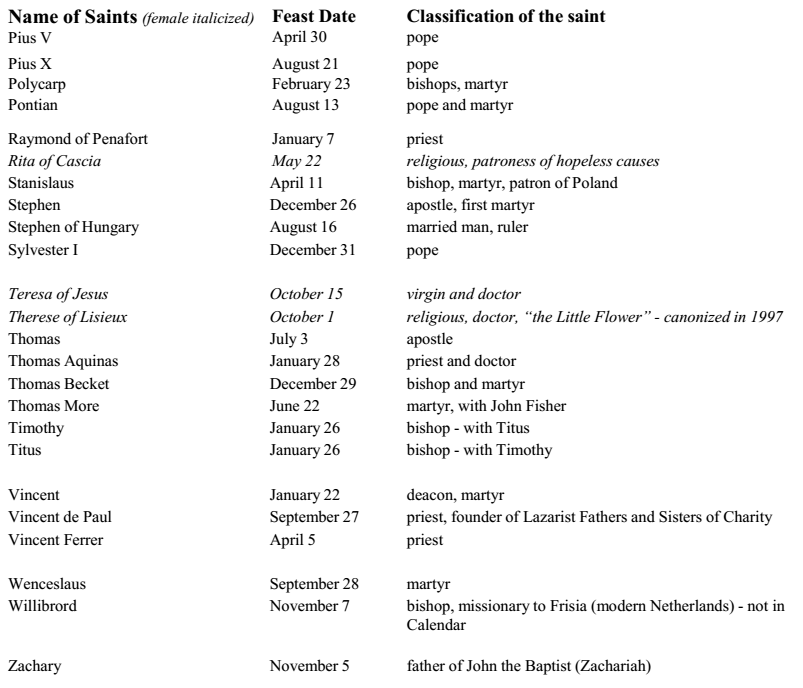 Name of Saints (female italicized) Feast Date Classification of the saint
Pius V April 30 pope
Pius X August 21 pope
Polycarp February 23 bishops, martyr
Pontian August 13 pope and martyr
Raymond of Penafort January 7 priest
Rita of Cascia May 22 religious, patroness of hopeless causes
Stanislaus April 11 bishop, martyr, patron of Poland
Stephen December 26 apostle, first martyr
Stephen of Hungary August 16 married man, ruler
Sylvester I December 31 pope
Teresa of Jesus October 15 virgin and doctor
Therese of Lisieux October 1 religious, doctor, “the Little Flower” - canonized in 1997
Thomas July 3 apostle
Thomas Aquinas January 28 priest and doctor
Thomas Becket December 29 bishop and martyr
Thomas More June 22 martyr, with John Fisher
Timothy January 26 bishop - with Titus
Titus January 26 bishop - with Timothy
Vincent January 22 deacon, martyr
Vincent de Paul September 27 priest, founder of Lazarist Fathers and Sisters of Charity
Vincent Ferrer April 5 priest
Wenceslaus September 28 martyr
Willibrord November 7 bishop, missionary to Frisia (modern Netherlands) - not in
Calendar
Zachary November 5 father of John the Baptist (Zachariah)